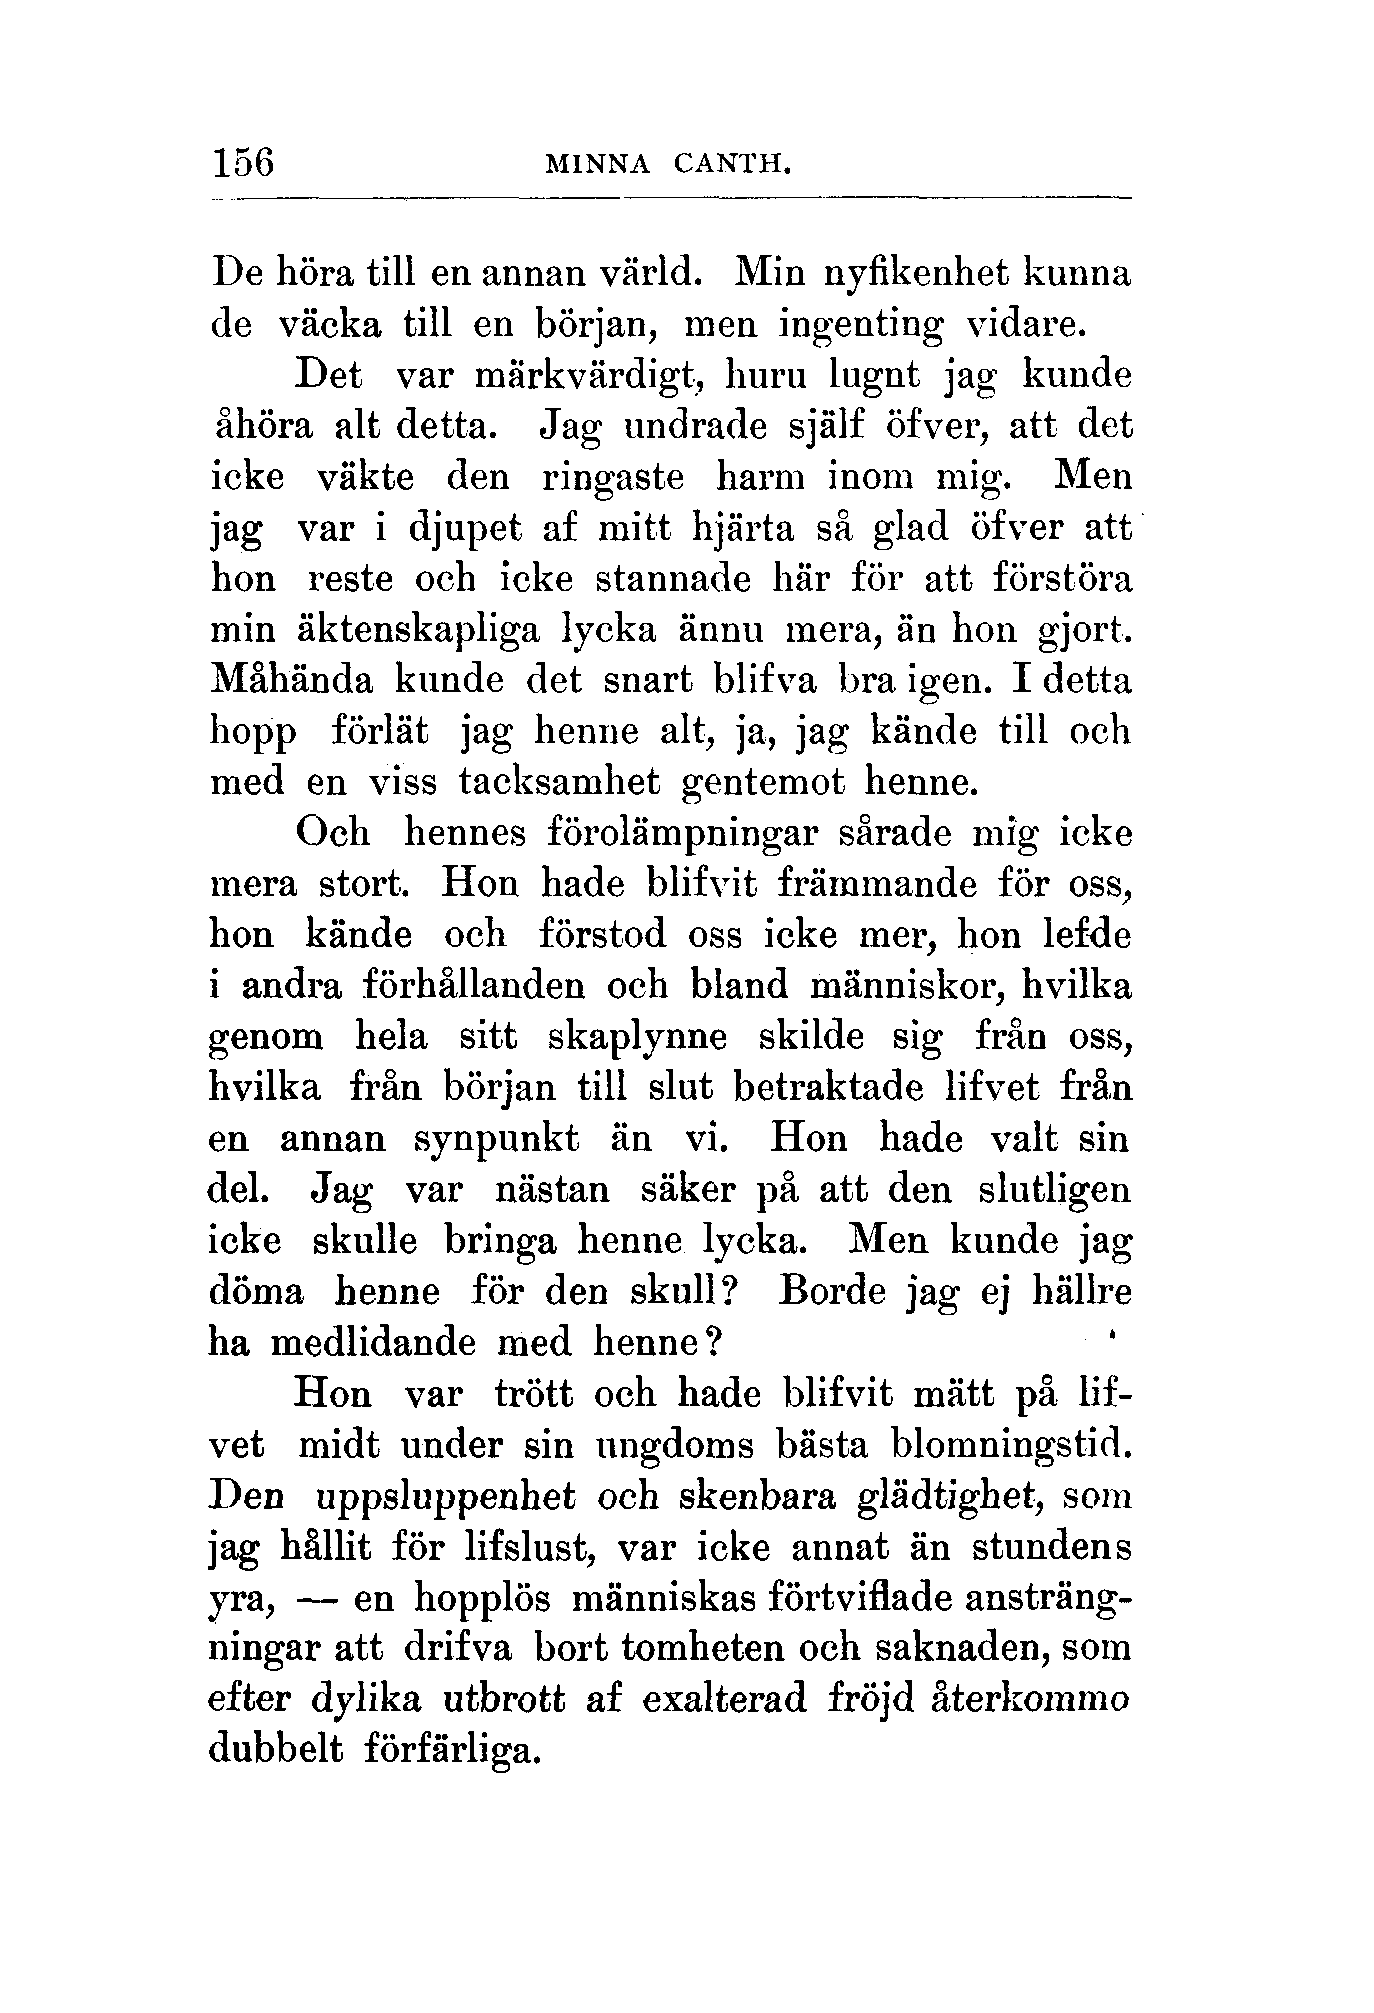 156 MINNA CANTH.
De höra till en annan värld. Min nyfikenhet kunna
de väcka till en början, men ingenting vidare.
Det var märkvärdigt, huru lugnt jag kunde
åhöra alt detta. Jag undrade själf öfver, att det
icke väkte den ringaste harm inom mig. Men
jag var i djupet af mitt hjärta så glad öfver att
hon reste och icke stannade här för att förstöra
min äktenskapliga lycka ännu mera, än hon gjort.
Måhända kunde det snart blifva bra igen. I detta
hopp förlät jag henne alt, ja, jag kände till och
med en viss tacksamhet gentemot henne.
Och hennes förolämpningar sårade mig icke
mera stort. Hon hade blifvit främmande för oss,
hon kände och förstod oss icke mer, hon lefde
i andra förhållanden och bland människor, hvilka
genom hela sitt skaplynne skilde sig från oss,
hvilka från början till slut betraktade lifvet från
en annan synpunkt än vi. Hon hade valt sin
del. Jag var nästan säker på att den slutligen
icke skulle bringa henne lycka. Men kunde jag
döma henne för den skull? Borde jag ej hällre
ha medlidande med henne?
Hon var trött och hade blifvit mätt på lif-
vet midt under sin ungdoms bästa blomningstid.
Den uppsluppenhet och skenbara glädtighet, som
jag hållit för lifslust, var icke annat än stundens
yra, — en hopplös människas förtviflade ansträng-
ningar att drifva bort tomheten och saknaden, som
efter dylika utbrott af exalterad fröjd återkommo
dubbelt förfärliga.